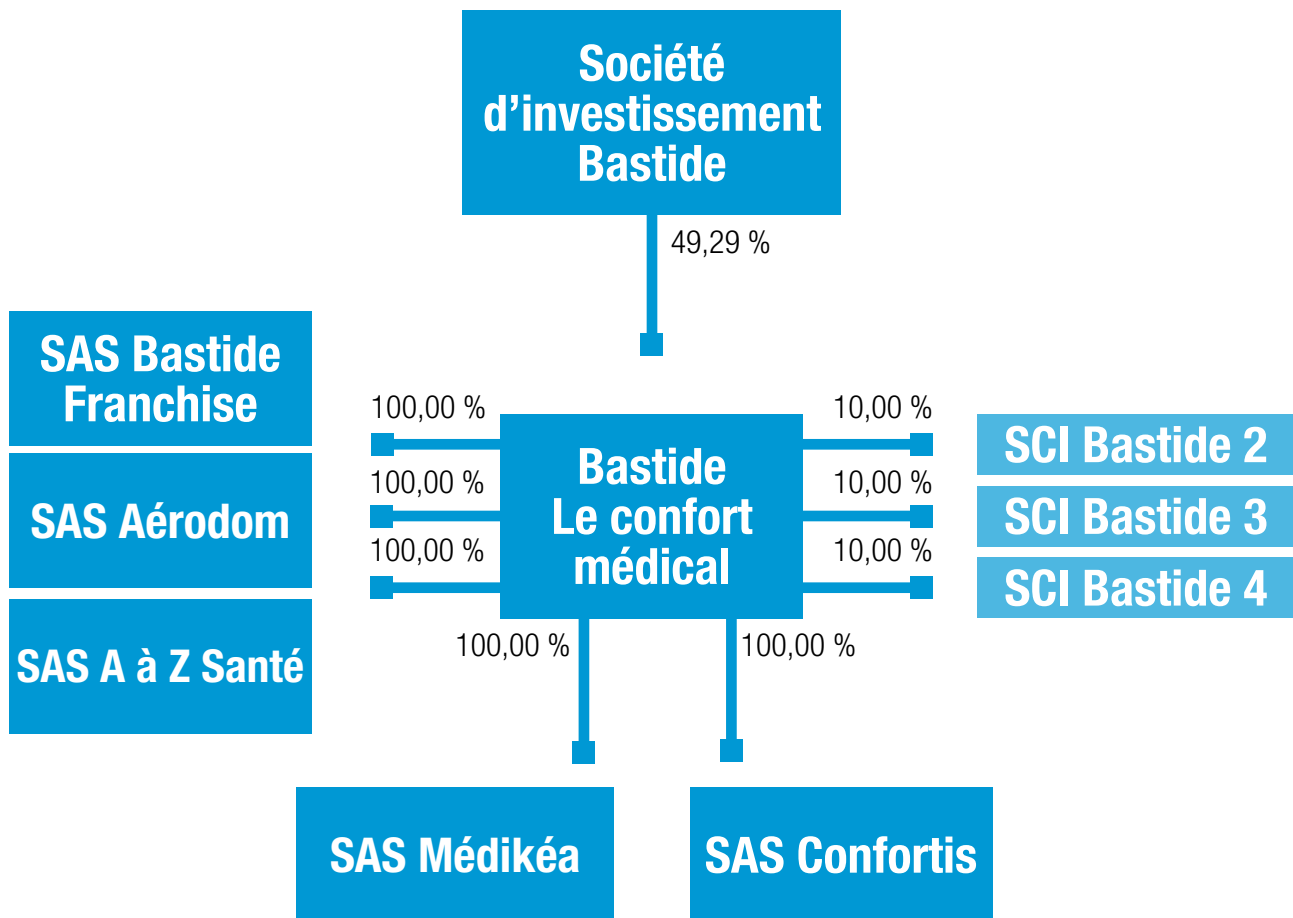 Société
d’investissement
Bastide
49,29 %
SAS Bastide
Franchise
SAS Aérodom
SAS A à Z Santé
100,00 %
100,00 %
100,00 %
Bastide
Le confort
médical
10,00 %
10,00 %
10,00 %
SCI Bastide 2
SCI Bastide 3
SCI Bastide 4
100,00 %
100,00 %
SAS Médikéa
SAS Confortis